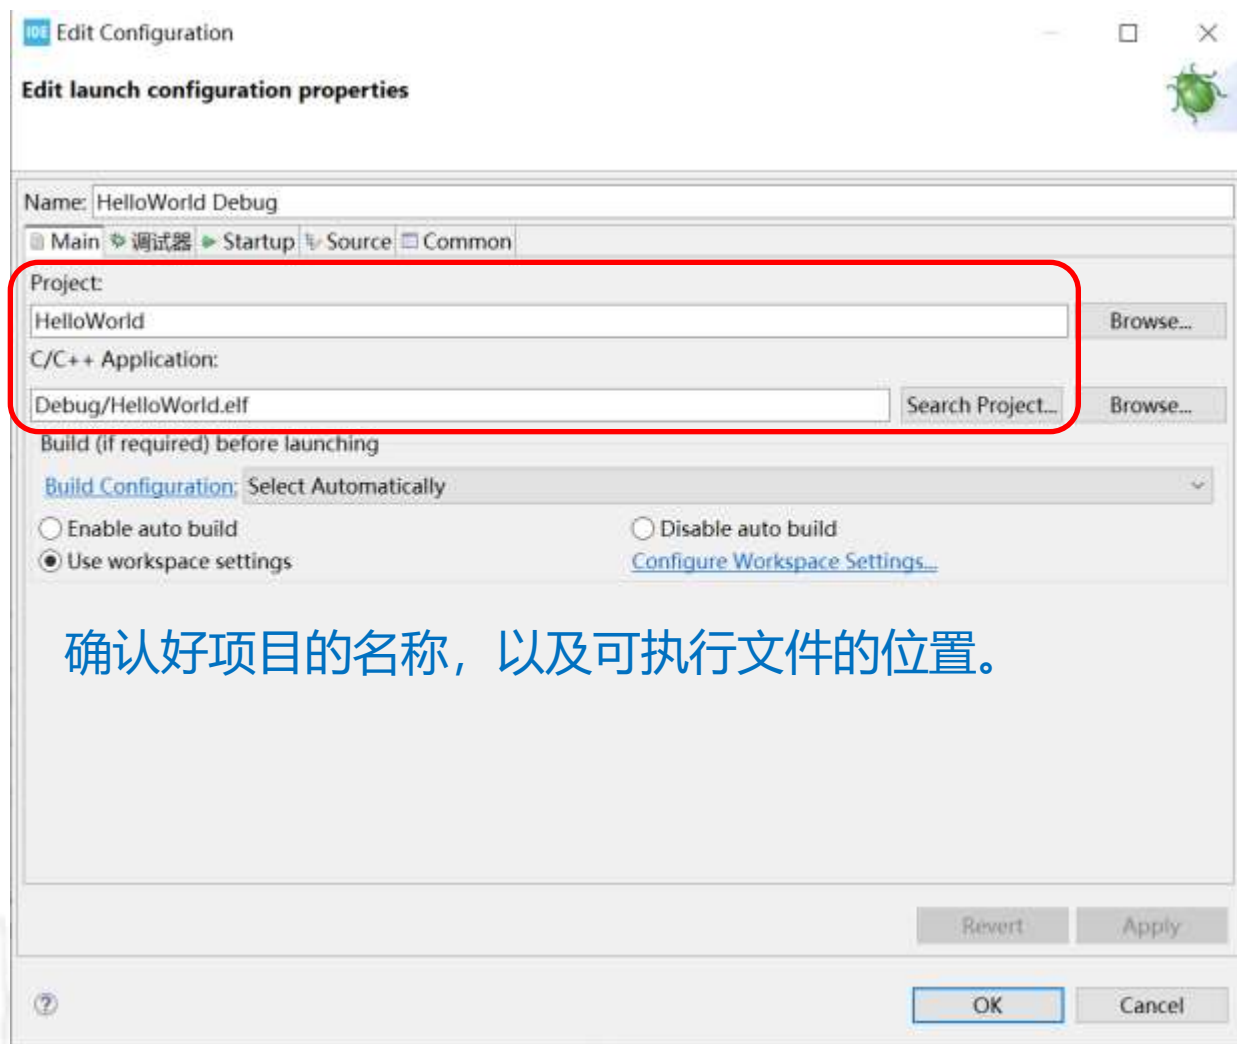 IDE Edit Configuration
Edit launch configuration properties
Name: HelloWorld Debug
Main 调试器 Startup Source Common
Project:
HelloWorld Browse...
C/C++ Application:
Debug/HelloWorld.elf Search Project... Browse...
Build (if required) before launching
Build Configuration: Select Automatically
Enable auto build Disable auto build
Use workspace settings Configure Workspace Settings...
确认好项目的名称，以及可执行文件的位置。
Revert Apply
? OK Cancel